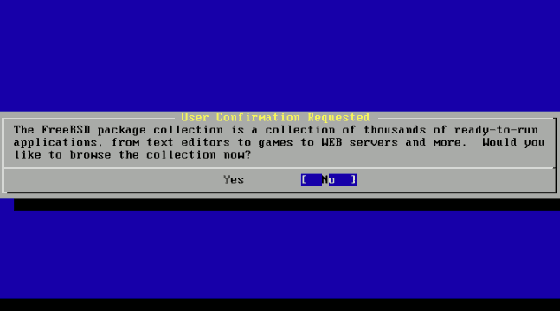 User Confirmation Requested
The FreeBSD package collection is a collection of thousands of ready-to-run
applications, from text editors to games to WEB servers and more.  Would you
like to browse the collection now?
Yes [ No ]